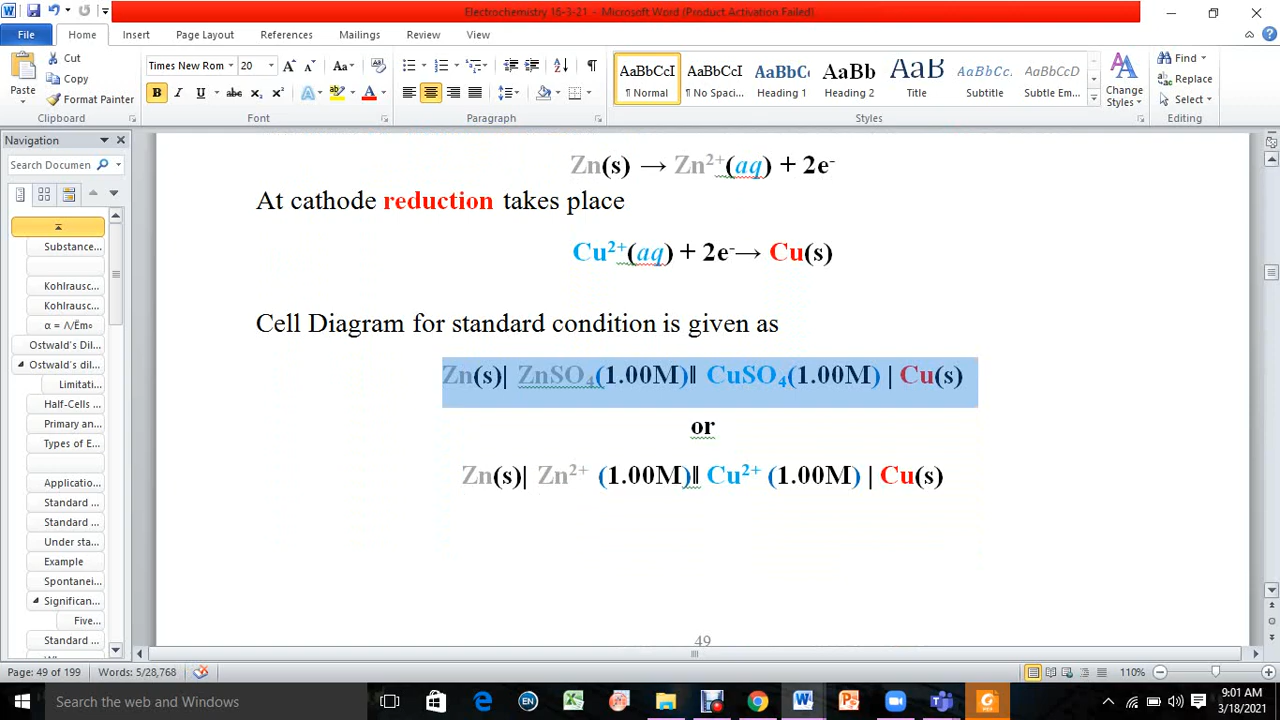 Electrochemistry 16-3-21 - Microsoft Word (Product Activation Failed)
File Home Insert Page Layout References Mailings Review View
Paste
Cut
Copy
Format Painter
Clipboard
Times New Rom 20
Font
Paragraph
AaBbCcI AaBbCcI AaBbC AaBb AaB AaBbCcI AaBbCcD
¶ Normal ¶ No Spaci... Heading 1 Heading 2 Title Subtitle Subtle Em...
Styles
Change Styles
Find
Replace
Select
Editing
Navigation
Search Documen
Substance...
Kohlrausc...
Kohlrausc...
α = Λ/Ëm∘
Ostwald's Dil...
Ostwald's dil...
Limitati...
Half-Cells ...
Primary an...
Types of E...
Applicatio...
Standard ...
Standard ...
Under sta...
Example
Spontanei...
Significan...
Five...
Standard ...
Zn(s) → Zn²⁺(aq) + 2e⁻
At cathode reduction takes place
Cu²⁺(aq) + 2e⁻→ Cu(s)
Cell Diagram for standard condition is given as
Zn(s)| ZnSO₄(1.00M)‖ CuSO₄(1.00M) | Cu(s)
or
Zn(s)| Zn²⁺ (1.00M)‖ Cu²⁺ (1.00M) | Cu(s)
49
Page: 49 of 199 Words: 5/28,768 110%
Search the web and Windows
EN
9:01 AM
3/18/2021